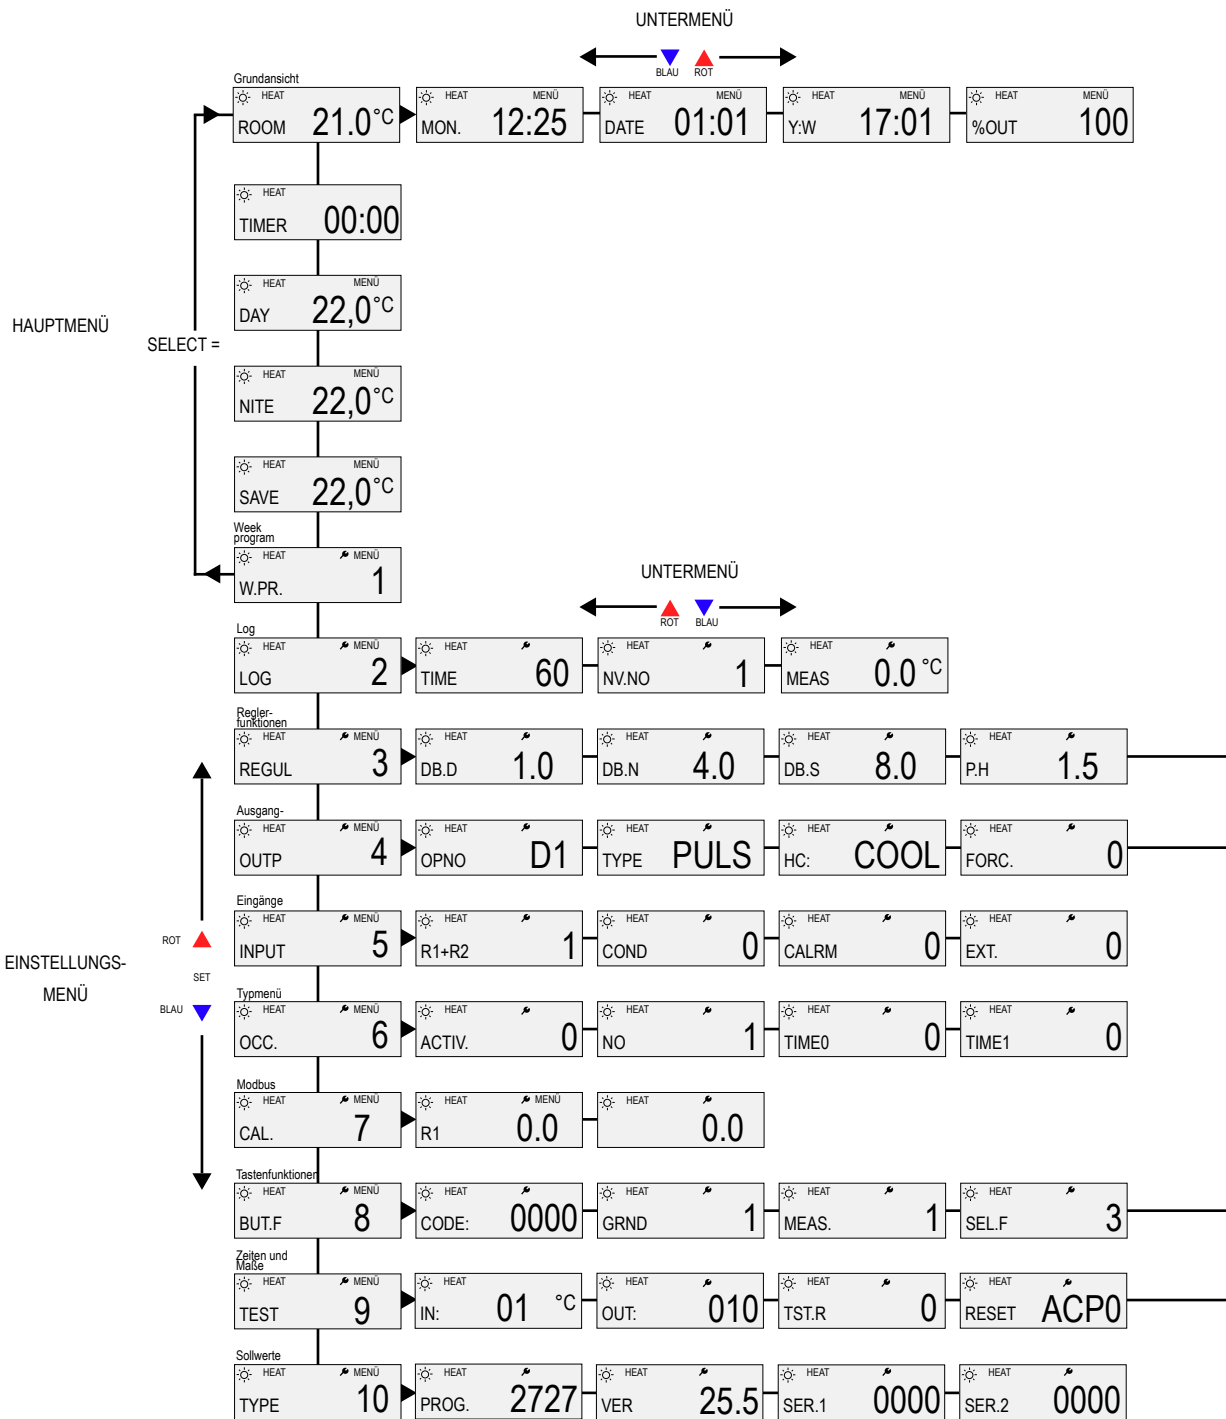 UNTERMENÜ
BLAU ROT
Grundansicht
HEAT
ROOM 21.0°C
HEAT MENÜ
MON. 12:25
HEAT MENÜ
DATE 01:01
HEAT MENÜ
Y:W 17:01
HEAT MENÜ
%OUT 100
HEAT
TIMER 00:00
HEAT MENÜ
DAY 22,0°C
HAUPTMENÜ
SELECT =
HEAT MENÜ
NITE 22,0°C
HEAT MENÜ
SAVE 22,0°C
Week
program
HEAT MENÜ
W.PR. 1
UNTERMENÜ
ROT BLAU
Log
HEAT MENÜ
LOG 2
HEAT
TIME 60
HEAT
NV.NO 1
HEAT
MEAS 0.0 °C
Regler-
funktionen
HEAT MENÜ
REGUL 3
HEAT
DB.D 1.0
HEAT
DB.N 4.0
HEAT
DB.S 8.0
HEAT
P.H 1.5
Ausgang-
HEAT MENÜ
OUTP 4
HEAT
OPNO D1
HEAT
TYPE PULS
HEAT
HC: COOL
HEAT
FORC. 0
Eingänge
HEAT MENÜ
INPUT 5
HEAT
R1+R2 1
HEAT
COND 0
HEAT
CALRM 0
HEAT
EXT. 0
ROT
EINSTELLUNGS-
MENÜ
SET
BLAU
Typmenü
HEAT MENÜ
OCC. 6
HEAT
ACTIV. 0
HEAT
NO 1
HEAT
TIME0 0
HEAT
TIME1 0
Modbus
HEAT MENÜ
CAL. 7
HEAT MENÜ
R1 0.0
HEAT
0.0
Tastenfunktionen
HEAT MENÜ
BUT.F 8
HEAT
CODE: 0000
HEAT
GRND 1
HEAT
MEAS. 1
HEAT
SEL.F 3
Zeiten und
Maße
HEAT MENÜ
TEST 9
HEAT
IN: 01 °C
HEAT
OUT: 010
HEAT
TST.R 0
HEAT
RESET ACP0
Sollwerte
HEAT MENÜ
TYPE 10
HEAT
PROG. 2727
HEAT
VER 25.5
HEAT
SER.1 0000
HEAT
SER.2 0000